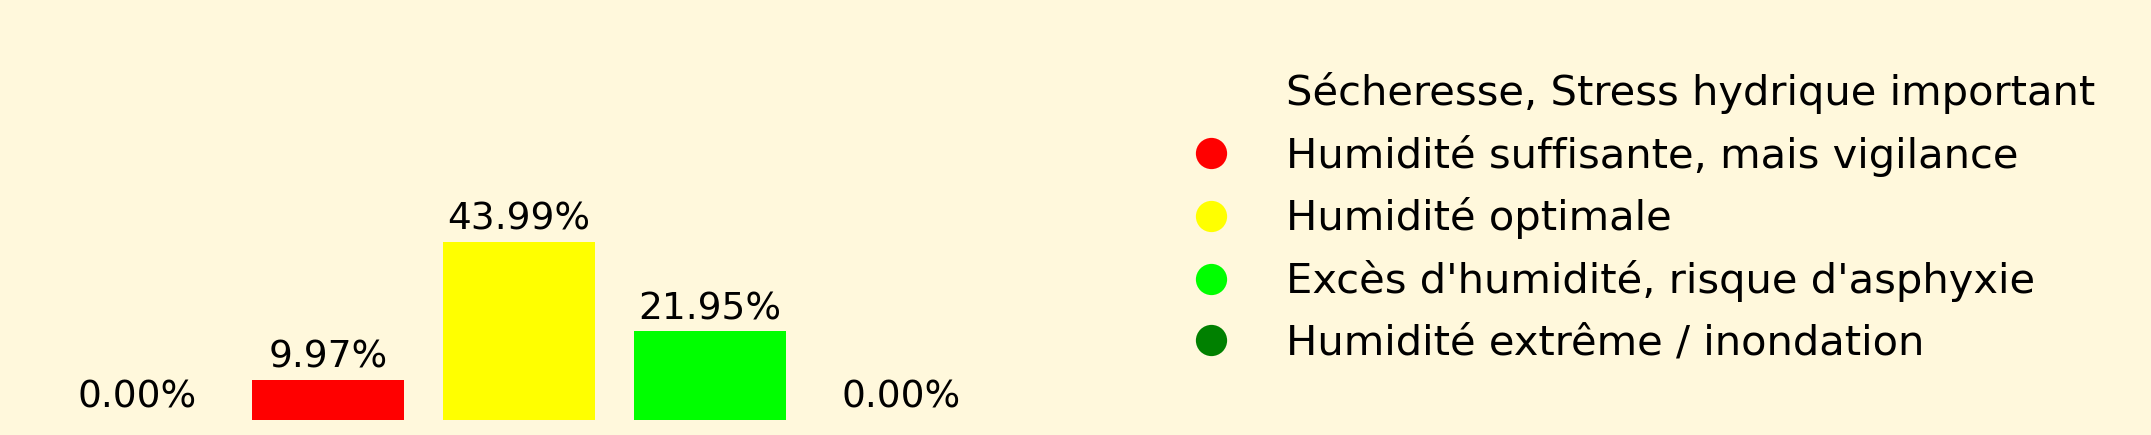 43.99%
21.95%
9.97%
0.00%
0.00%
Sécheresse, Stress hydrique important
Humidité suffisante, mais vigilance
Humidité optimale
Excès d'humidité, risque d'asphyxie
Humidité extrême / inondation